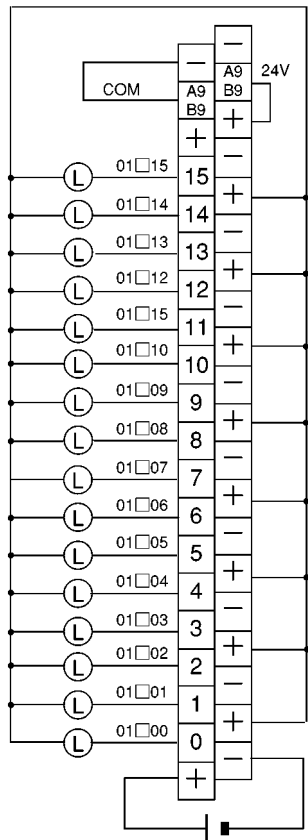 −
− A9 24V
COM A9 B9
B9 +
+ −
01□15 L 15 +
01□14 L 14 −
01□13 L 13 +
01□12 L 12 −
01□15 L 11 +
01□10 L 10 −
01□09 L 9 +
01□08 L 8 −
01□07 L 7 +
01□06 L 6 −
01□05 L 5 +
01□04 L 4 −
01□03 L 3 +
01□02 L 2 −
01□01 L 1 +
01□00 L 0 −
+